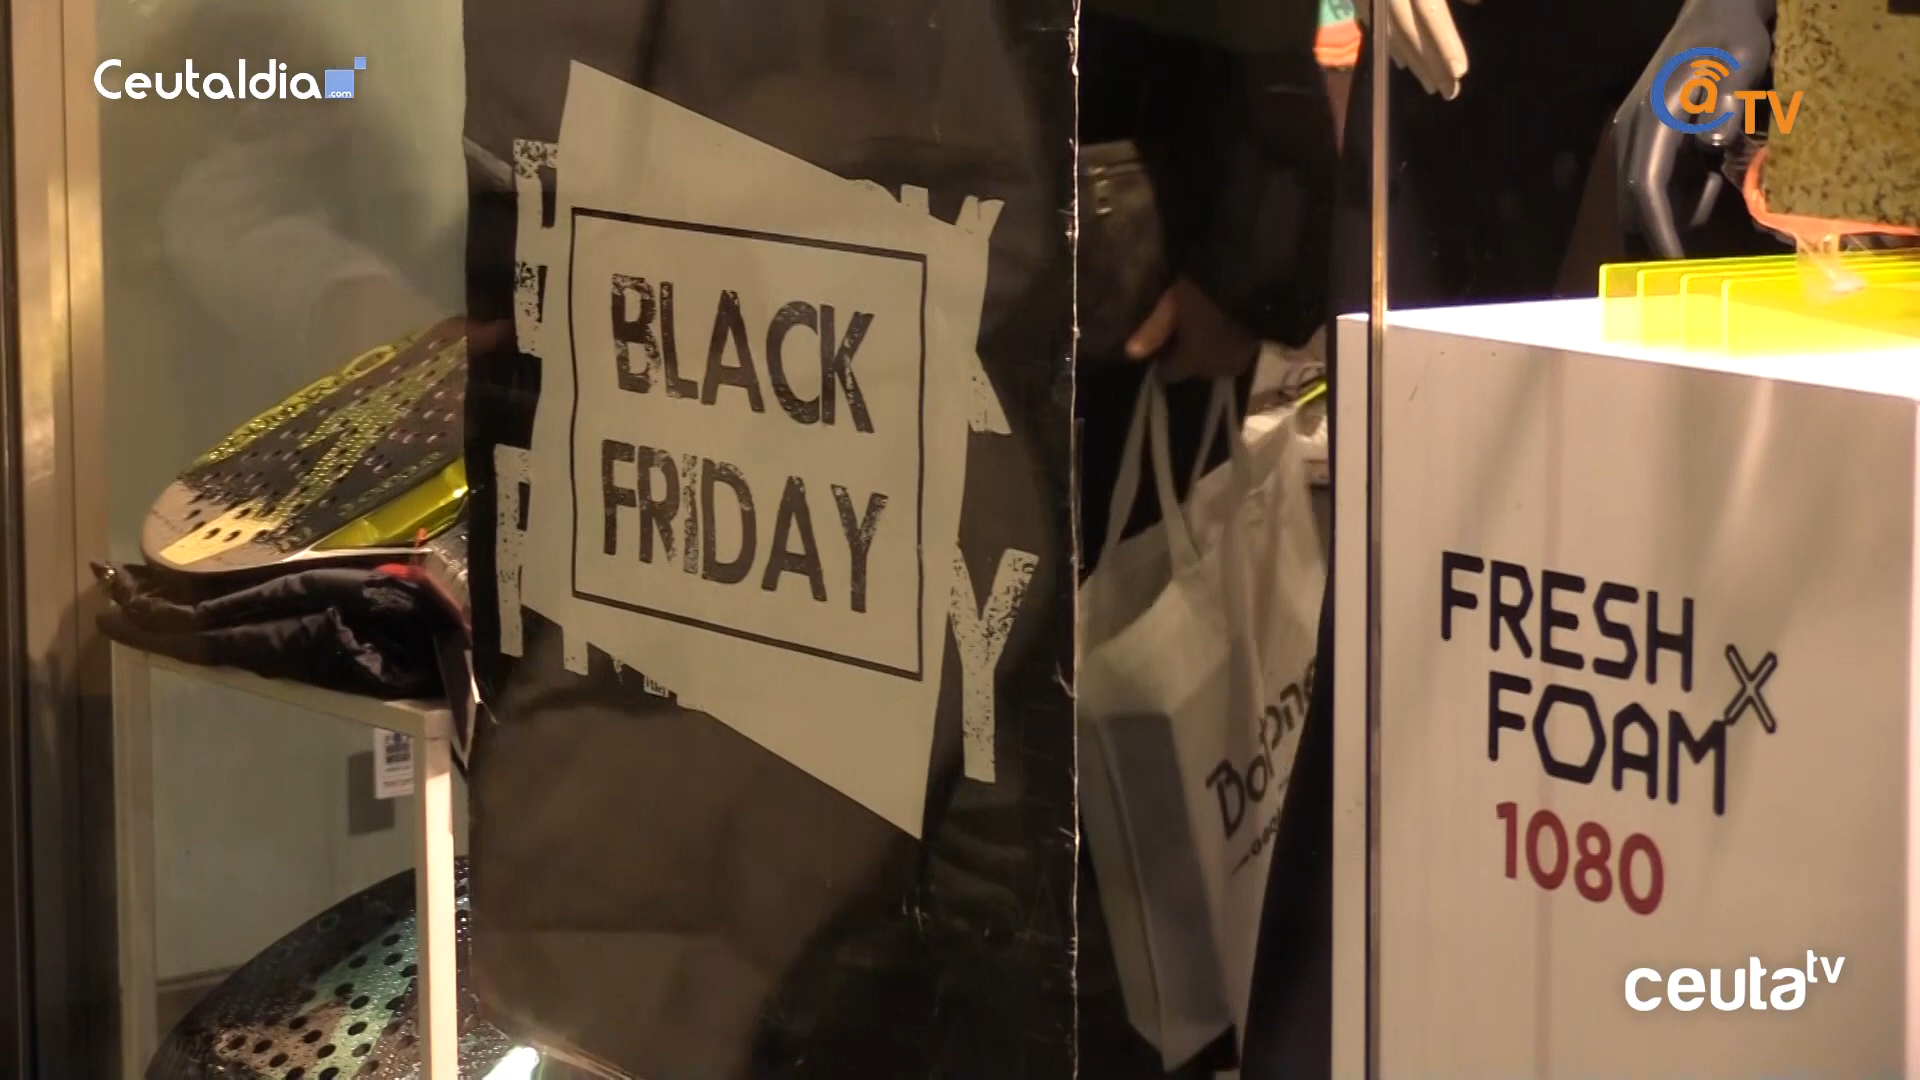 Ceutaldia
.com
a TV
BLACK
FRIDAY
FRESH
FOAM X
1080
ceuta tv